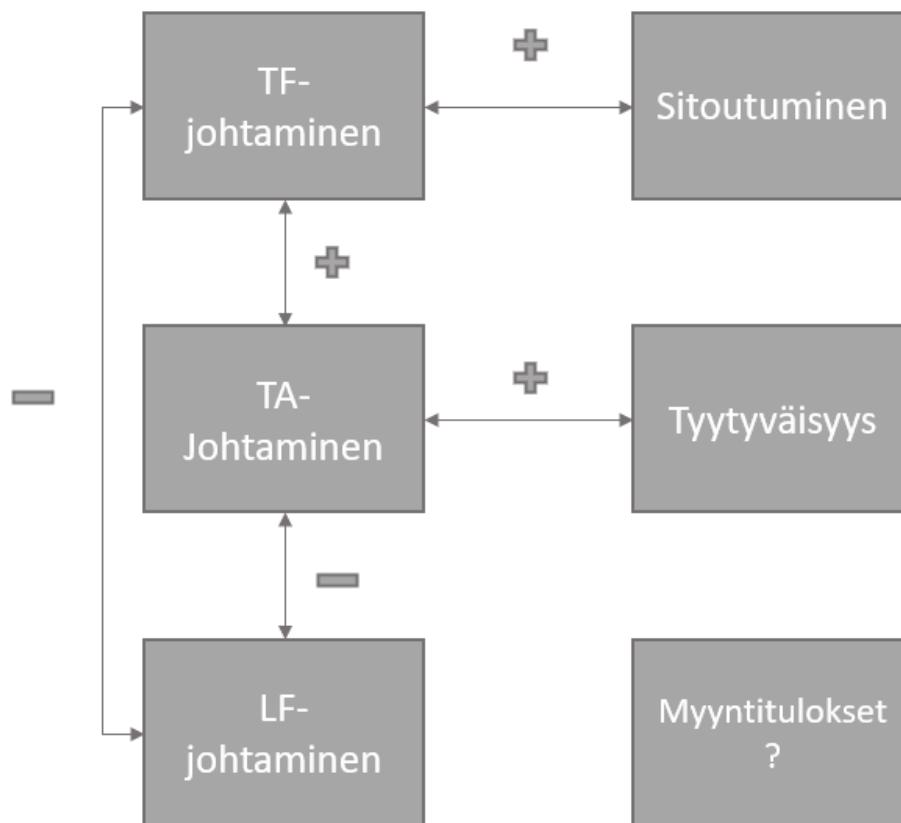 TF-
johtaminen
Sitoutuminen
TA-
Johtaminen
Tyytyväisyys
LF-
johtaminen
Myyntitulokset
?